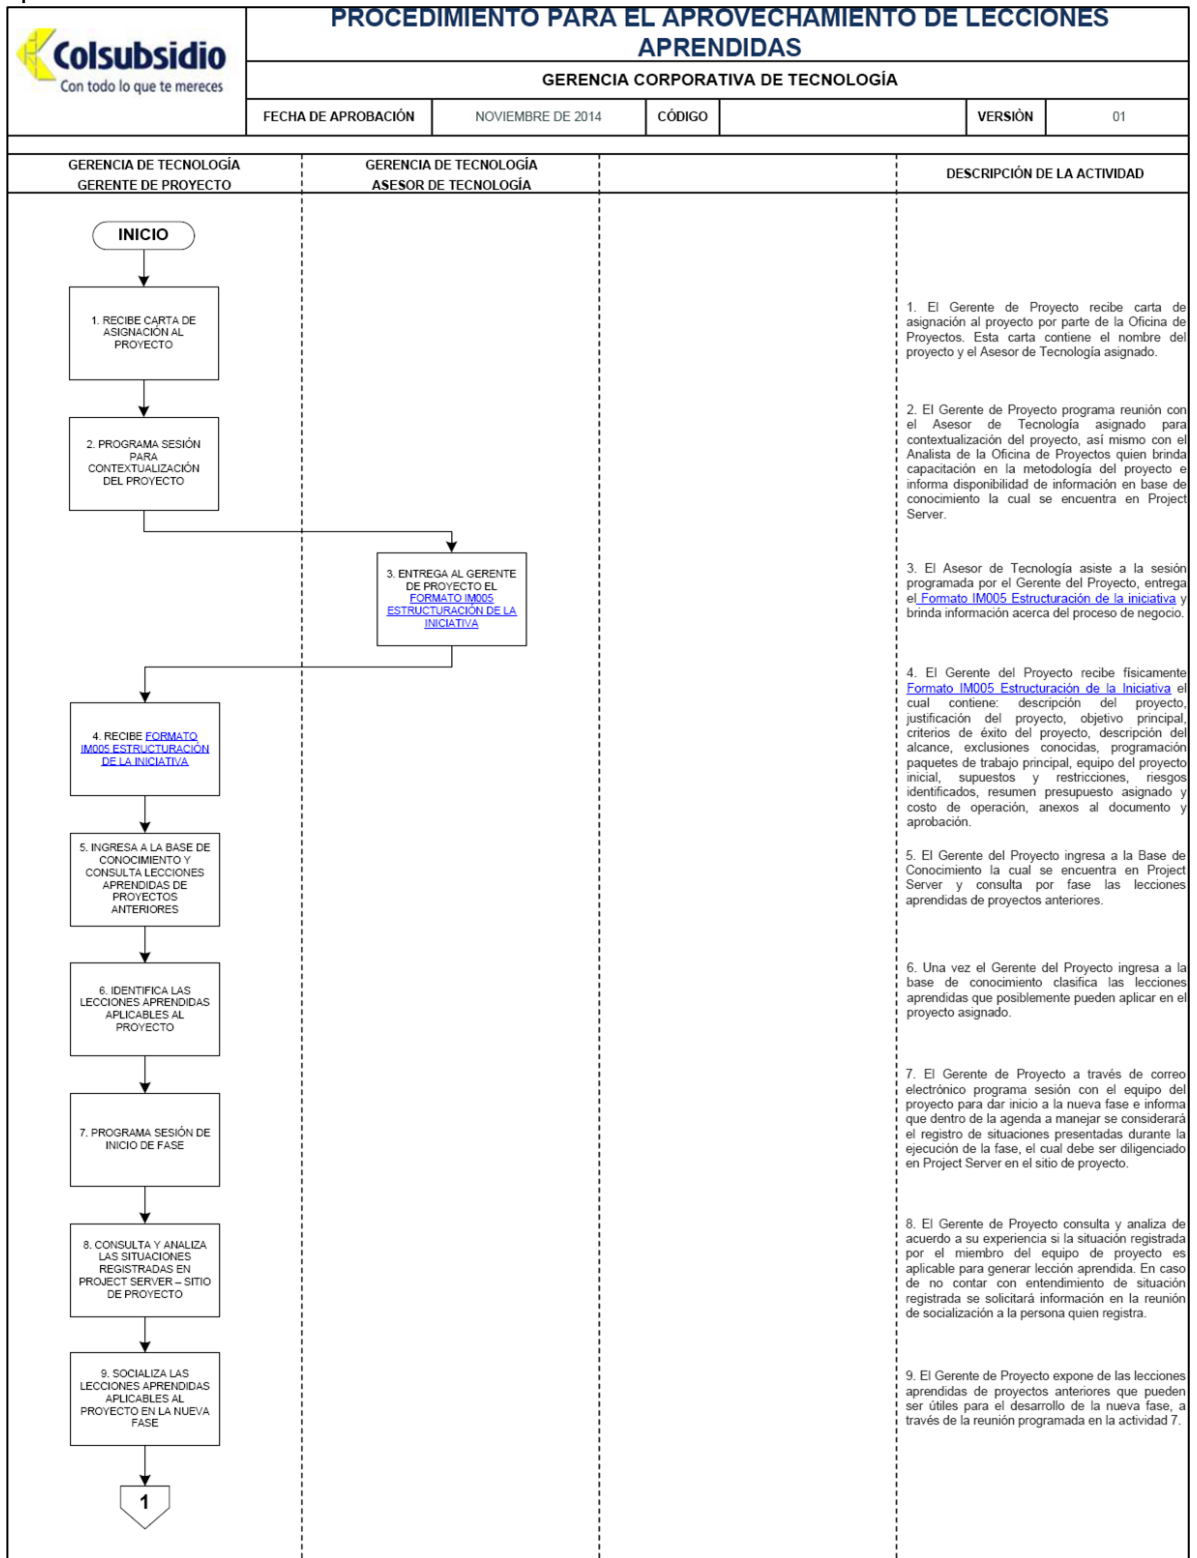 Colsubsidio
Con todo lo que te mereces
PROCEDIMIENTO PARA EL APROVECHAMIENTO DE LECCIONES
APRENDIDAS
GERENCIA CORPORATIVA DE TECNOLOGÍA
FECHA DE APROBACIÓN
NOVIEMBRE DE 2014
CÓDIGO
VERSIÒN
01
GERENCIA DE TECNOLOGÍA
GERENTE DE PROYECTO
GERENCIA DE TECNOLOGÍA
ASESOR DE TECNOLOGÍA
DESCRIPCIÓN DE LA ACTIVIDAD
INICIO
1. RECIBE CARTA DE
ASIGNACIÓN AL
PROYECTO
1. El Gerente de Proyecto recibe carta de
asignación al proyecto por parte de la Oficina de
Proyectos. Esta carta contiene el nombre del
proyecto y el Asesor de Tecnología asignado.
2. PROGRAMA SESIÓN
PARA
CONTEXTUALIZACIÓN
DEL PROYECTO
2. El Gerente de Proyecto programa reunión con
el Asesor de Tecnología asignado para
contextualización del proyecto, así mismo con el
Analista de la Oficina de Proyectos quien brinda
capacitación en la metodología del proyecto e
informa disponibilidad de información en base de
conocimiento la cual se encuentra en Project
Server.
3. ENTREGA AL GERENTE
DE PROYECTO EL
FORMATO IM005
ESTRUCTURACIÓN DE LA
INICIATIVA
3. El Asesor de Tecnología asiste a la sesión
programada por el Gerente del Proyecto, entrega
el Formato IM005 Estructuración de la iniciativa y
brinda información acerca del proceso de negocio.
4. RECIBE FORMATO
IM005 ESTRUCTURACIÓN
DE LA INICIATIVA
4. El Gerente del Proyecto recibe físicamente
Formato IM005 Estructuración de la Iniciativa el
cual contiene: descripción del proyecto,
justificación del proyecto, objetivo principal,
criterios de éxito del proyecto, descripción del
alcance, exclusiones conocidas, programación
paquetes de trabajo principal, equipo del proyecto
inicial, supuestos y restricciones, riesgos
identificados, resumen presupuesto asignado y
costo de operación, anexos al documento y
aprobación.
5. INGRESA A LA BASE DE
CONOCIMIENTO Y
CONSULTA LECCIONES
APRENDIDAS DE
PROYECTOS
ANTERIORES
5. El Gerente del Proyecto ingresa a la Base de
Conocimiento la cual se encuentra en Project
Server y consulta por fase las lecciones
aprendidas de proyectos anteriores.
6. IDENTIFICA LAS
LECCIONES APRENDIDAS
APLICABLES AL
PROYECTO
6. Una vez el Gerente del Proyecto ingresa a la
base de conocimiento clasifica las lecciones
aprendidas que posiblemente pueden aplicar en el
proyecto asignado.
7. PROGRAMA SESIÓN DE
INICIO DE FASE
7. El Gerente de Proyecto a través de correo
electrónico programa sesión con el equipo del
proyecto para dar inicio a la nueva fase e informa
que dentro de la agenda a manejar se considerará
el registro de situaciones presentadas durante la
ejecución de la fase, el cual debe ser diligenciado
en Project Server en el sitio de proyecto.
8. CONSULTA Y ANALIZA
LAS SITUACIONES
REGISTRADAS EN
PROJECT SERVER – SITIO
DE PROYECTO
8. El Gerente de Proyecto consulta y analiza de
acuerdo a su experiencia si la situación registrada
por el miembro del equipo de proyecto es
aplicable para generar lección aprendida. En caso
de no contar con entendimiento de situación
registrada se solicitará información en la reunión
de socialización a la persona quien registra.
9. SOCIALIZA LAS
LECCIONES APRENDIDAS
APLICABLES AL
PROYECTO EN LA NUEVA
FASE
9. El Gerente de Proyecto expone de las lecciones
aprendidas de proyectos anteriores que pueden
ser útiles para el desarrollo de la nueva fase, a
través de la reunión programada en la actividad 7.
1